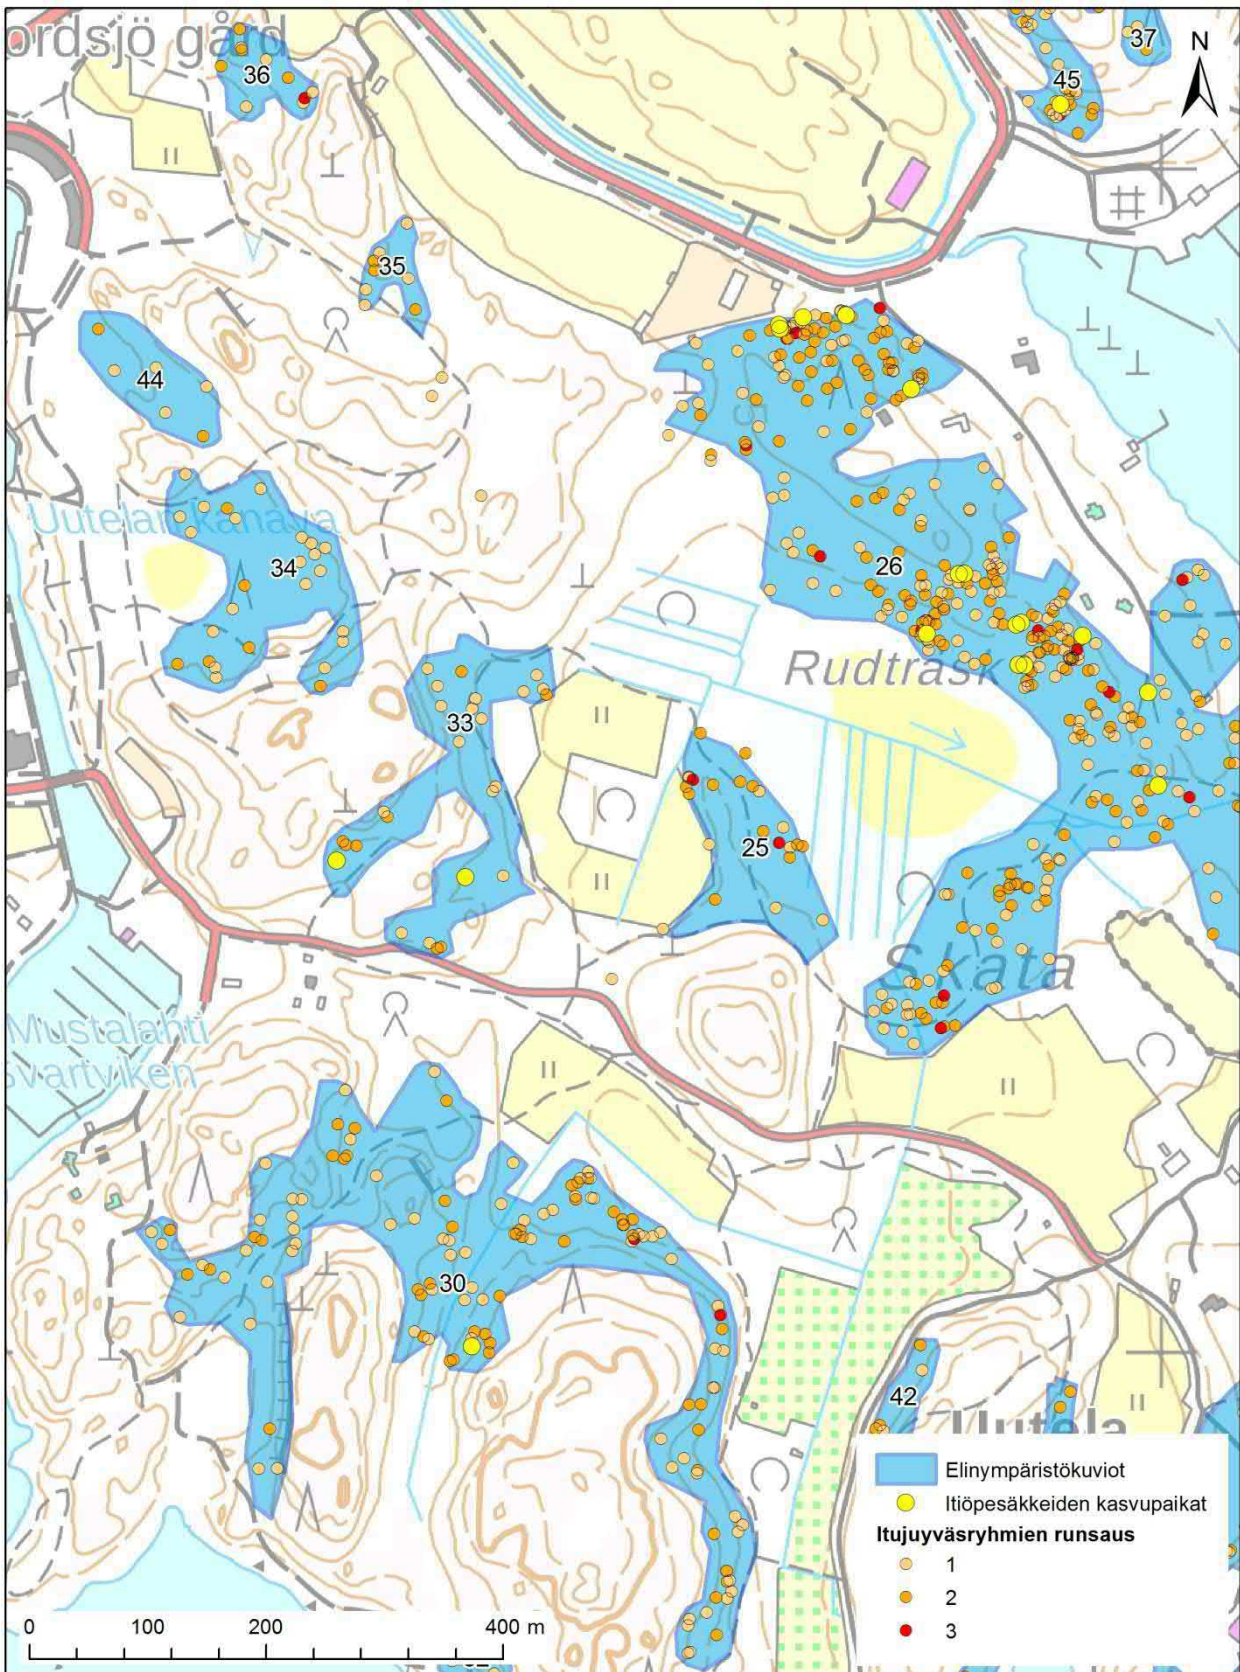 ordsjö gård
36
37
N
45
35
44
Uutelan kanava
34
26
Rudträsk
33
25
Skata
Mustalahti
Svartviken
30
42
Uutela
Elinympäristökuviot
Itiöpesäkkeiden kasvupaikat
Itujuyväsryhmien runsaus
1
2
3
0 100 200 400 m